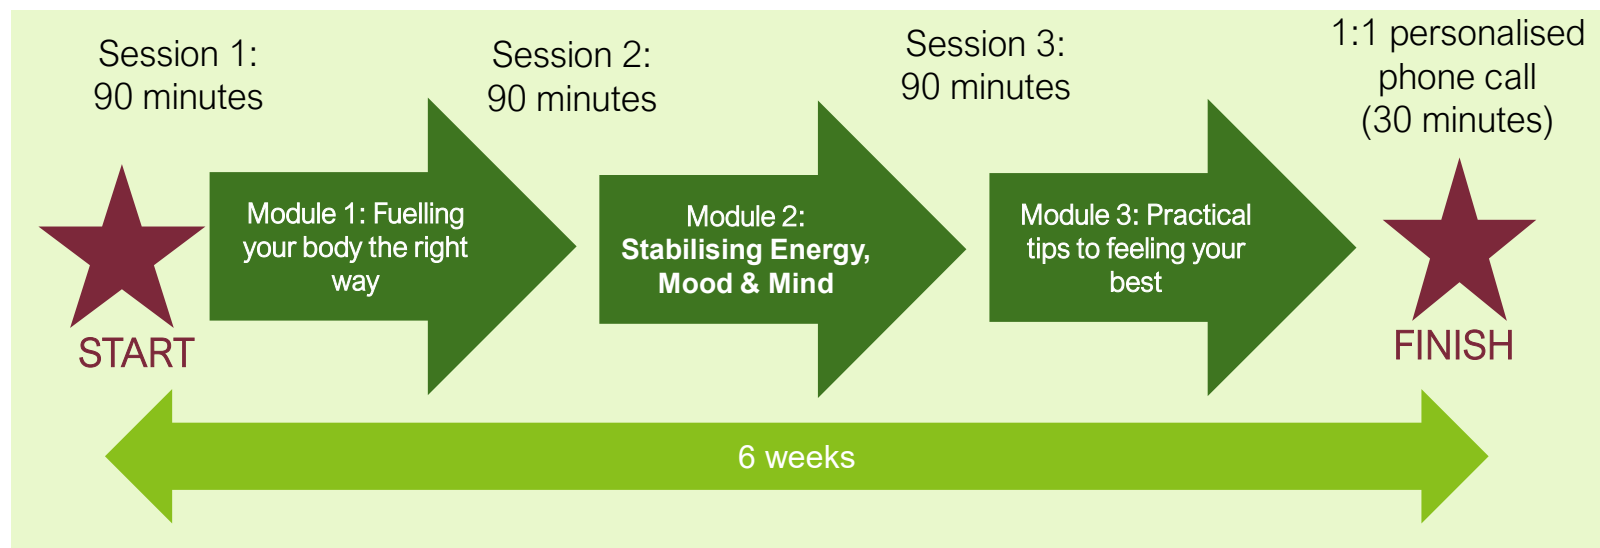 Session 1:
90 minutes
Session 2:
90 minutes
Session 3:
90 minutes
1:1 personalised
phone call
(30 minutes)
Module 1: Fuelling
your body the right
way
Module 2:
Stabilising Energy,
Mood & Mind
Module 3: Practical
tips to feeling your
best
START
FINISH
6 weeks